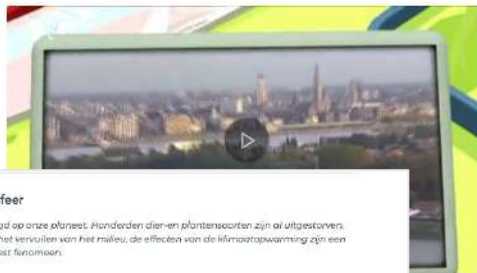 feer
gd op onze planeet. Honderden dier-en plantensoorten zijn al uitgestorven.
het vervuilen van het milieu, de effecten van de klimaatopwarming zijn een
est fenomeen.